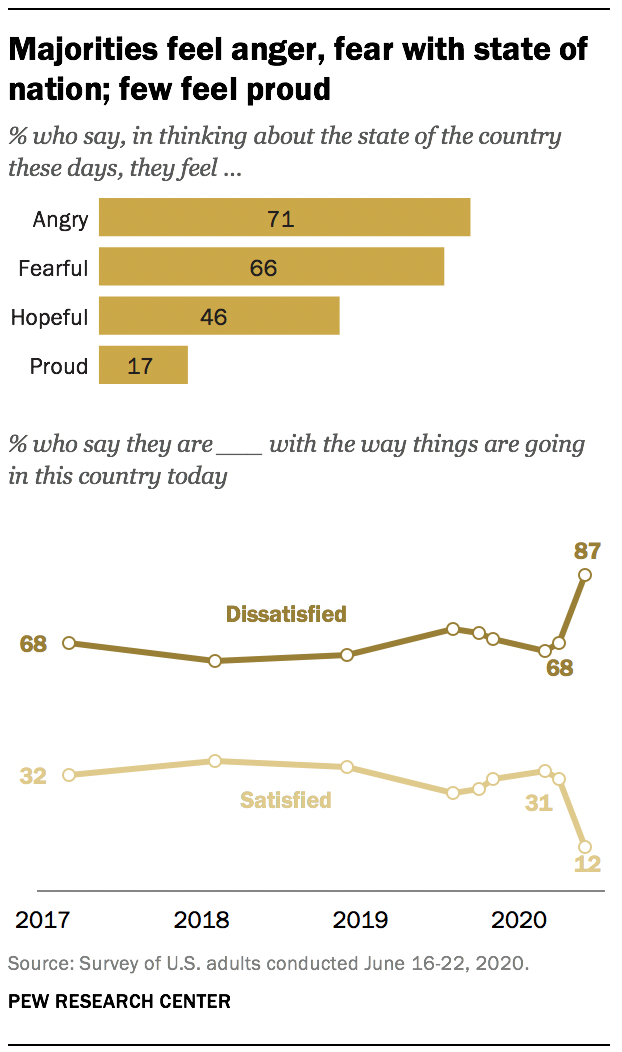 Majorities feel anger, fear with state of
nation; few feel proud
% who say, in thinking about the state of the country
these days, they feel ...
Angry 71
Fearful 66
Hopeful 46
Proud 17
% who say they are ___ with the way things are going
in this country today
87
Dissatisfied
68
68
32
Satisfied
31
12
2017 2018 2019 2020
Source: Survey of U.S. adults conducted June 16-22, 2020.
PEW RESEARCH CENTER